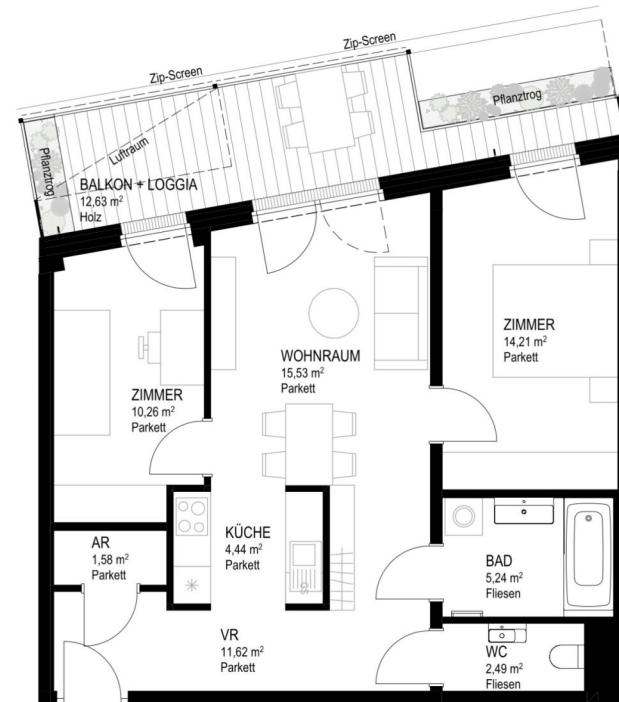 Zip-Screen
Zip-Screen
Pflanztrog
Pflanztrog
Luftraum
BALKON + LOGGIA
12,63 m²
Holz
ZIMMER
14,21 m²
Parkett
WOHNRAUM
15,53 m²
Parkett
ZIMMER
10,26 m²
Parkett
KÜCHE
4,44 m²
Parkett
GS
AR
1,58 m²
Parkett
BAD
5,24 m²
Fliesen
VR
11,62 m²
Parkett
WC
2,49 m²
Fliesen